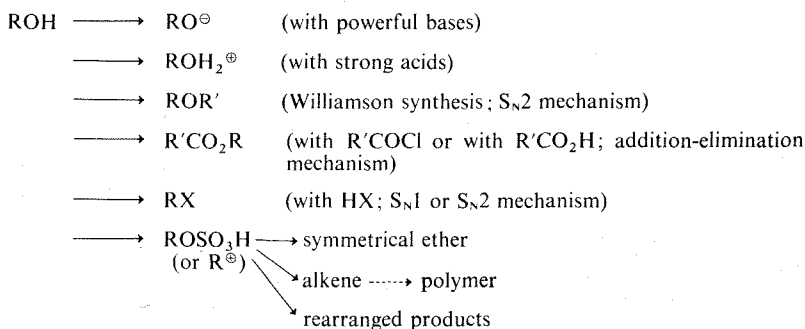 ROH ⟶ RO⊖ (with powerful bases)
⟶ ROH₂⊕ (with strong acids)
⟶ ROR′ (Williamson synthesis; S_N2 mechanism)
⟶ R′CO₂R (with R′COCl or with R′CO₂H; addition-elimination
mechanism)
⟶ RX (with HX; S_N1 or S_N2 mechanism)
⟶ ROSO₃H ⟶ symmetrical ether
(or R⊕)
alkene ⇢ polymer
rearranged products